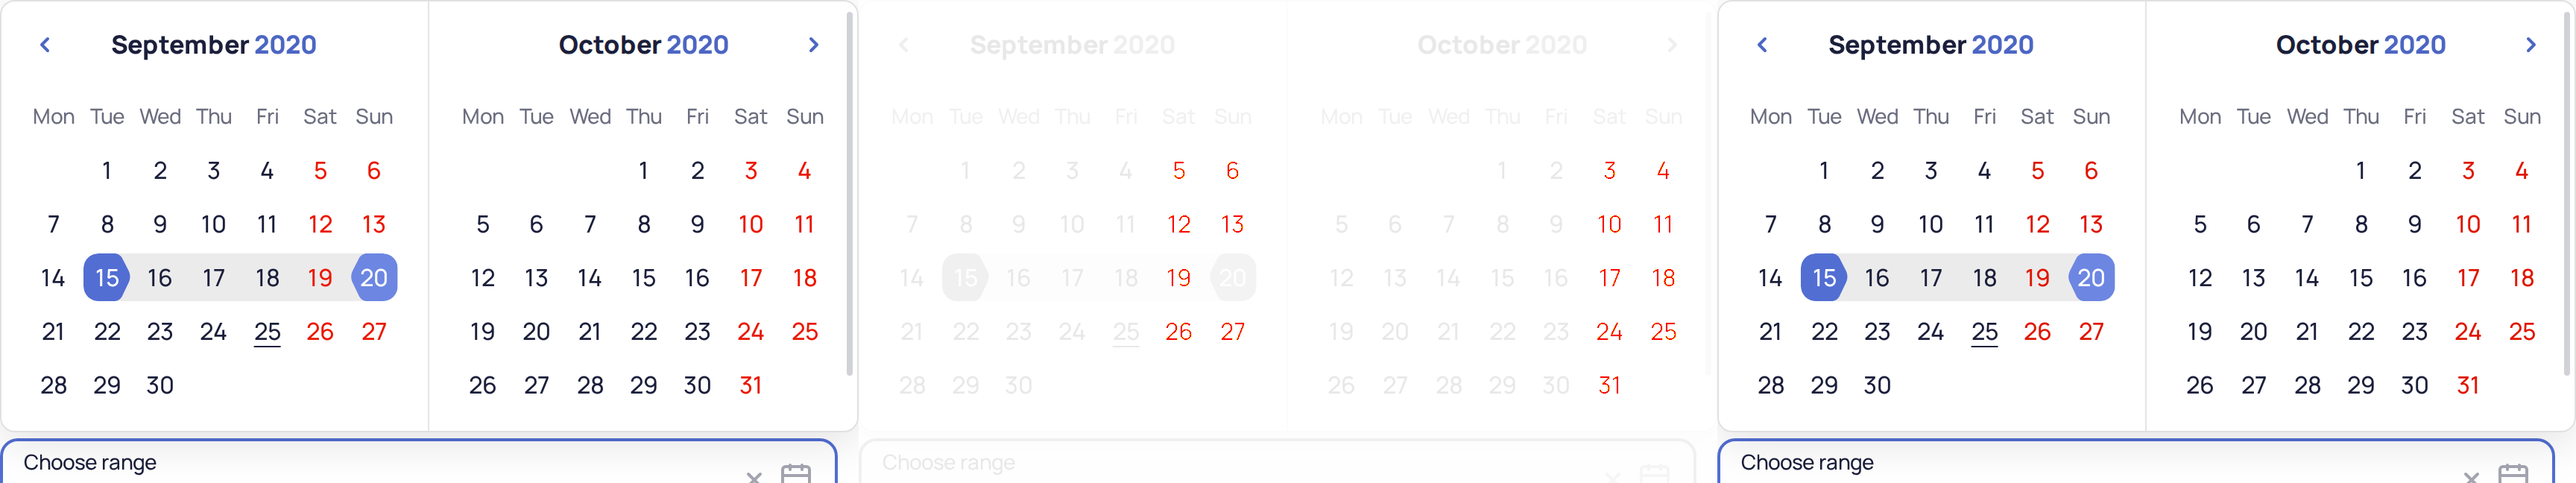 September 2020 October 2020
Mon Tue Wed Thu Fri Sat Sun Mon Tue Wed Thu Fri Sat Sun
1 2 3 4 5 6 1 2 3 4
7 8 9 10 11 12 13 5 6 7 8 9 10 11
14 15 16 17 18 19 20 12 13 14 15 16 17 18
21 22 23 24 25 26 27 19 20 21 22 23 24 25
28 29 30 26 27 28 29 30 31
Choose range
September 2020 October 2020
Mon Tue Wed Thu Fri Sat Sun Mon Tue Wed Thu Fri Sat Sun
1 2 3 4 5 6 1 2 3 4
7 8 9 10 11 12 13 5 6 7 8 9 10 11
14 15 16 17 18 19 20 12 13 14 15 16 17 18
21 22 23 24 25 26 27 19 20 21 22 23 24 25
28 29 30 26 27 28 29 30 31
Choose range
September 2020 October 2020
Mon Tue Wed Thu Fri Sat Sun Mon Tue Wed Thu Fri Sat Sun
1 2 3 4 5 6 1 2 3 4
7 8 9 10 11 12 13 5 6 7 8 9 10 11
14 15 16 17 18 19 20 12 13 14 15 16 17 18
21 22 23 24 25 26 27 19 20 21 22 23 24 25
28 29 30 26 27 28 29 30 31
Choose range